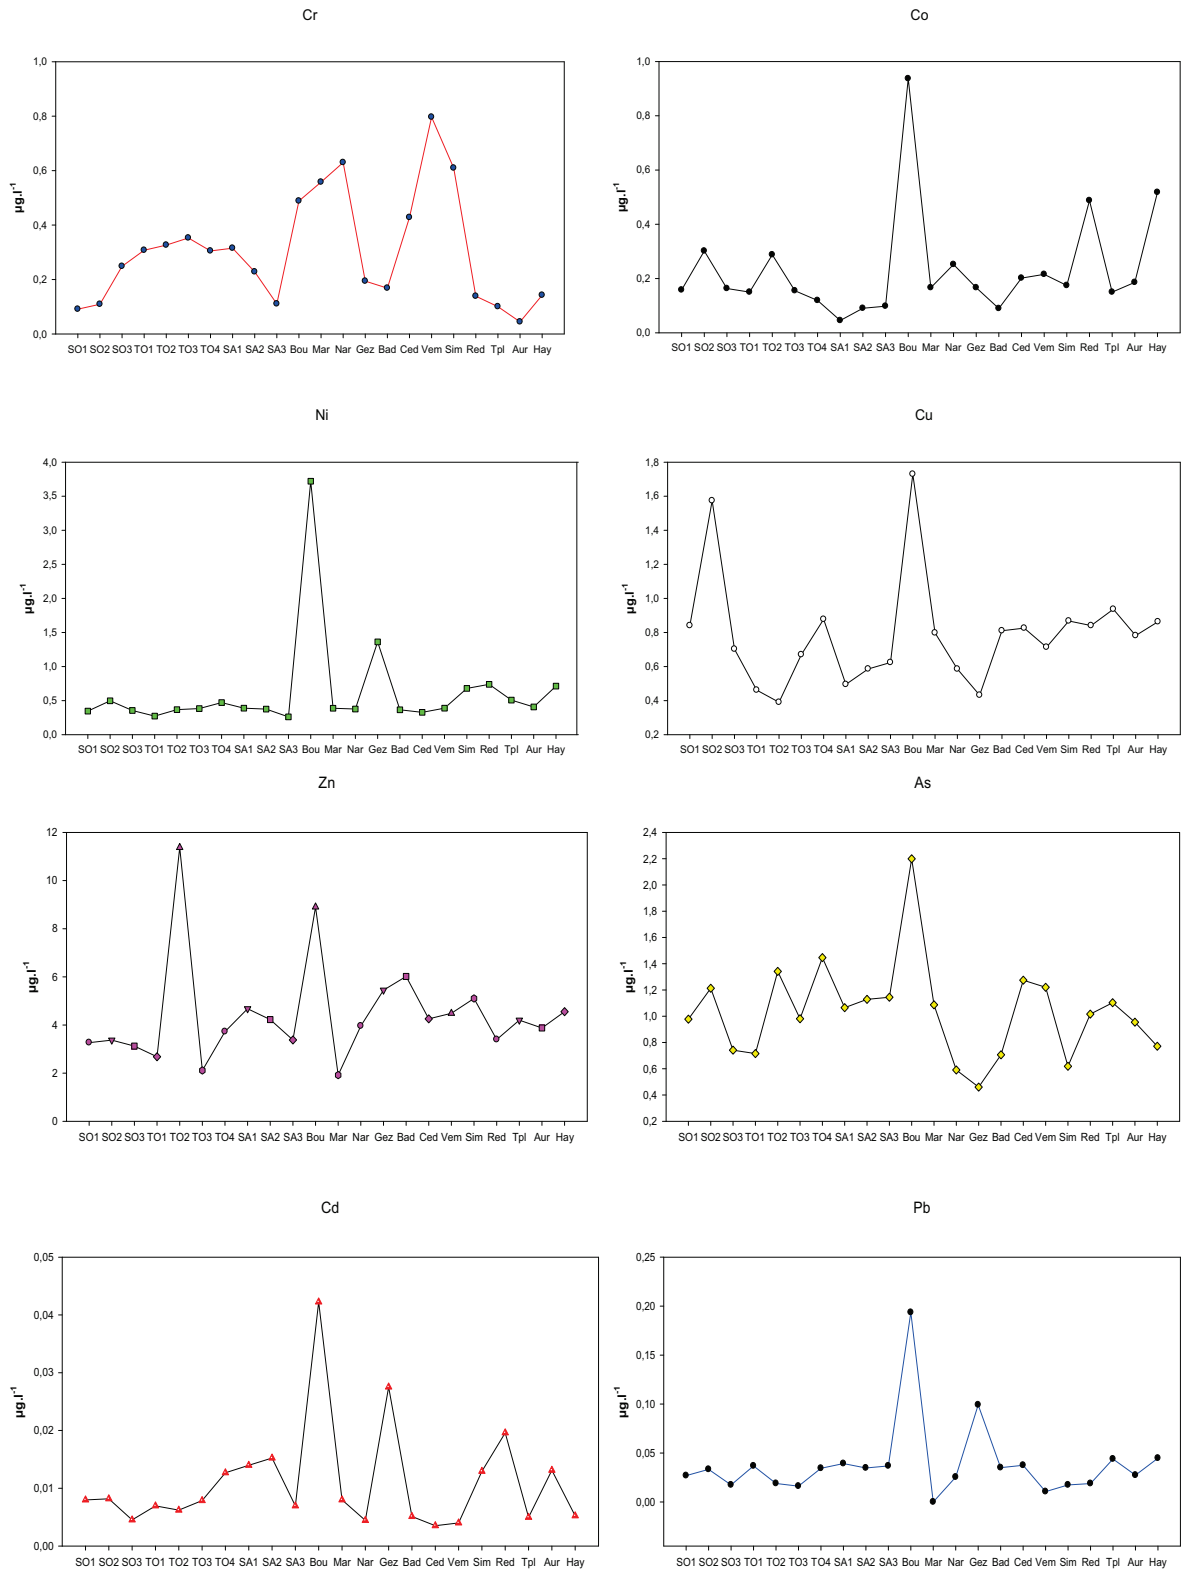 Cr
1,0
0,8
0,6
0,4
0,2
0,0
µg.l-1
SO1 SO2 SO3 TO1 TO2 TO3 TO4 SA1 SA2 SA3 Bou Mar Nar Gez Bad Ced Vem Sim Red Tpl Aur Hay
Co
1,0
0,8
0,6
0,4
0,2
0,0
µg.l-1
SO1 SO2 SO3 TO1 TO2 TO3 TO4 SA1 SA2 SA3 Bou Mar Nar Gez Bad Ced Vem Sim Red Tpl Aur Hay
Ni
4,0
3,5
3,0
2,5
2,0
1,5
1,0
0,5
0,0
µg.l-1
SO1 SO2 SO3 TO1 TO2 TO3 TO4 SA1 SA2 SA3 Bou Mar Nar Gez Bad Ced Vem Sim Red Tpl Aur Hay
Cu
1,8
1,6
1,4
1,2
1,0
0,8
0,6
0,4
0,2
µg.l-1
SO1 SO2 SO3 TO1 TO2 TO3 TO4 SA1 SA2 SA3 Bou Mar Nar Gez Bad Ced Vem Sim Red Tpl Aur Hay
Zn
12
10
8
6
4
2
0
µg.l-1
SO1 SO2 SO3 TO1 TO2 TO3 TO4 SA1 SA2 SA3 Bou Mar Nar Gez Bad Ced Vem Sim Red Tpl Aur Hay
As
2,4
2,2
2,0
1,8
1,6
1,4
1,2
1,0
0,8
0,6
0,4
0,2
µg.l-1
SO1 SO2 SO3 TO1 TO2 TO3 TO4 SA1 SA2 SA3 Bou Mar Nar Gez Bad Ced Vem Sim Red Tpl Aur Hay
Cd
0,05
0,04
0,03
0,02
0,01
0,00
µg.l-1
SO1 SO2 SO3 TO1 TO2 TO3 TO4 SA1 SA2 SA3 Bou Mar Nar Gez Bad Ced Vem Sim Red Tpl Aur Hay
Pb
0,25
0,20
0,15
0,10
0,05
0,00
µg.l-1
SO1 SO2 SO3 TO1 TO2 TO3 TO4 SA1 SA2 SA3 Bou Mar Nar Gez Bad Ced Vem Sim Red Tpl Aur Hay